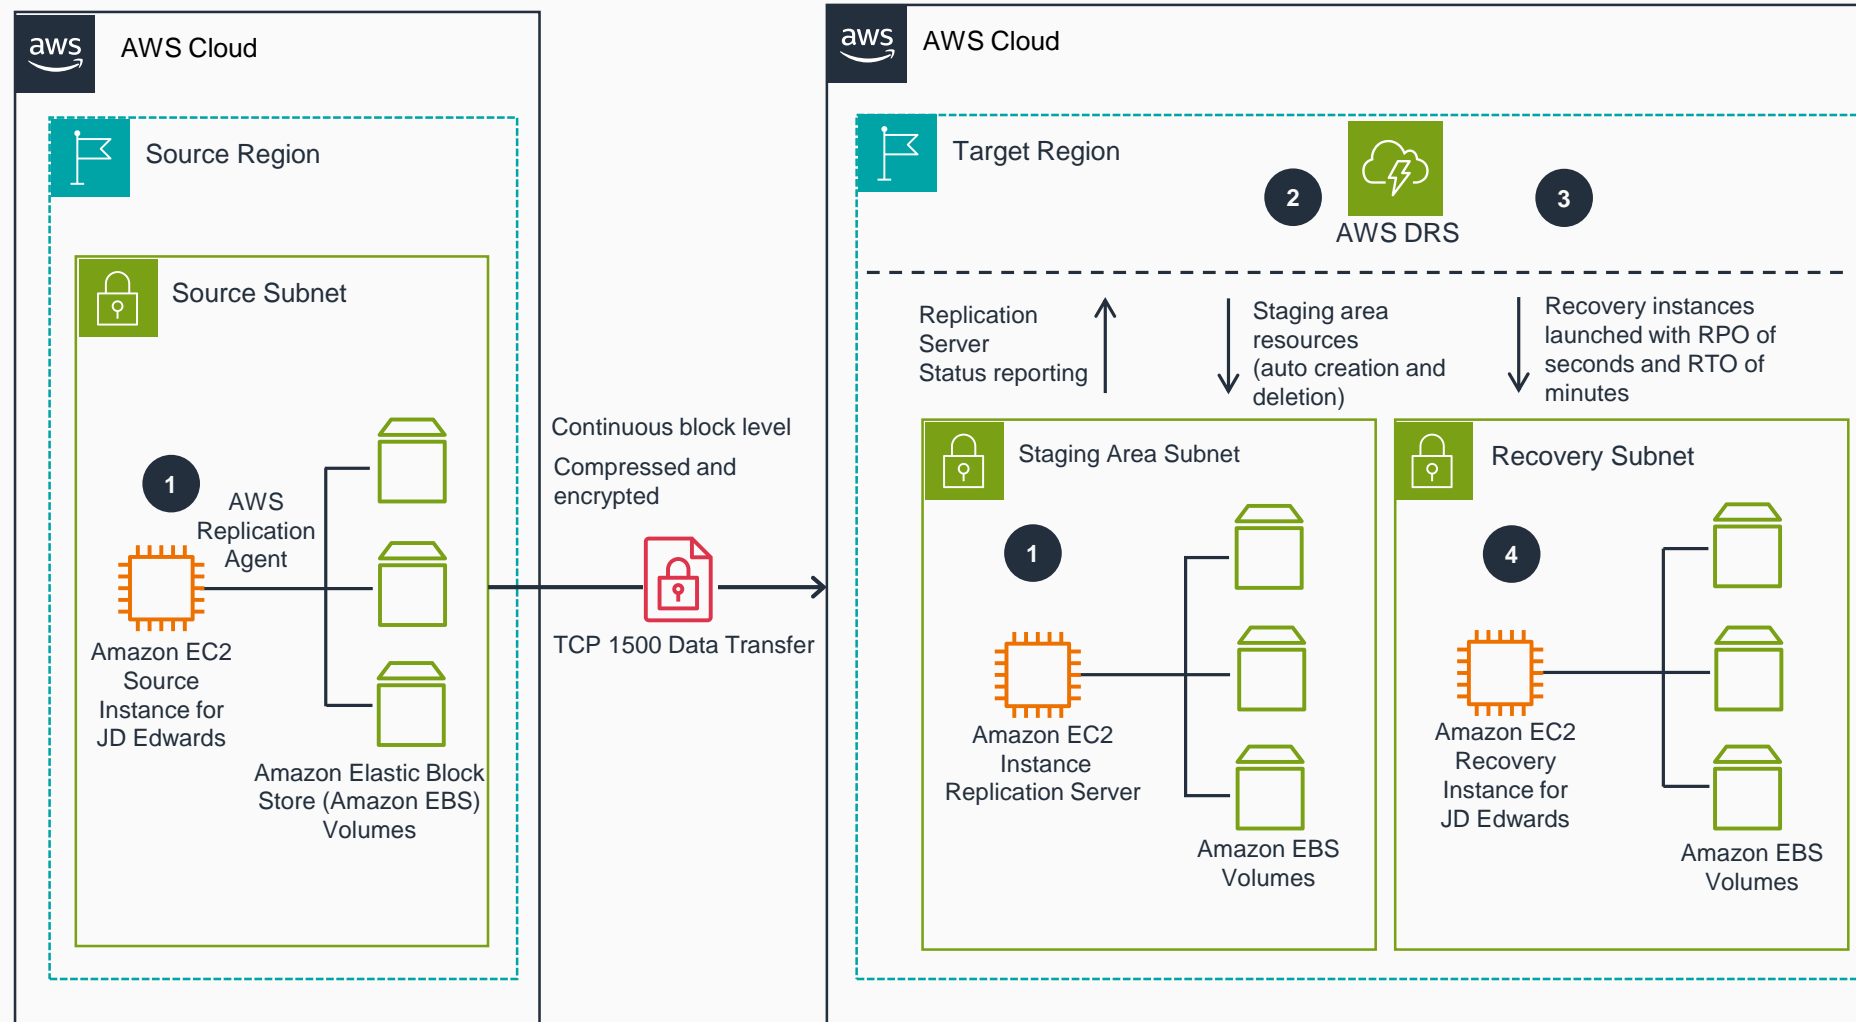 aws
AWS Cloud
Source Region
Source Subnet
1
AWS
Replication
Agent
Amazon EC2
Source
Instance for
JD Edwards
Amazon Elastic Block
Store (Amazon EBS)
Volumes
Continuous block level
Compressed and
encrypted
TCP 1500 Data Transfer
aws
AWS Cloud
Target Region
2
AWS DRS
3
Replication
Server
Status reporting
Staging area
resources
(auto creation and
deletion)
Recovery instances
launched with RPO of
seconds and RTO of
minutes
Staging Area Subnet
1
Amazon EC2
Instance
Replication Server
Amazon EBS
Volumes
Recovery Subnet
4
Amazon EC2
Recovery
Instance for
JD Edwards
Amazon EBS
Volumes